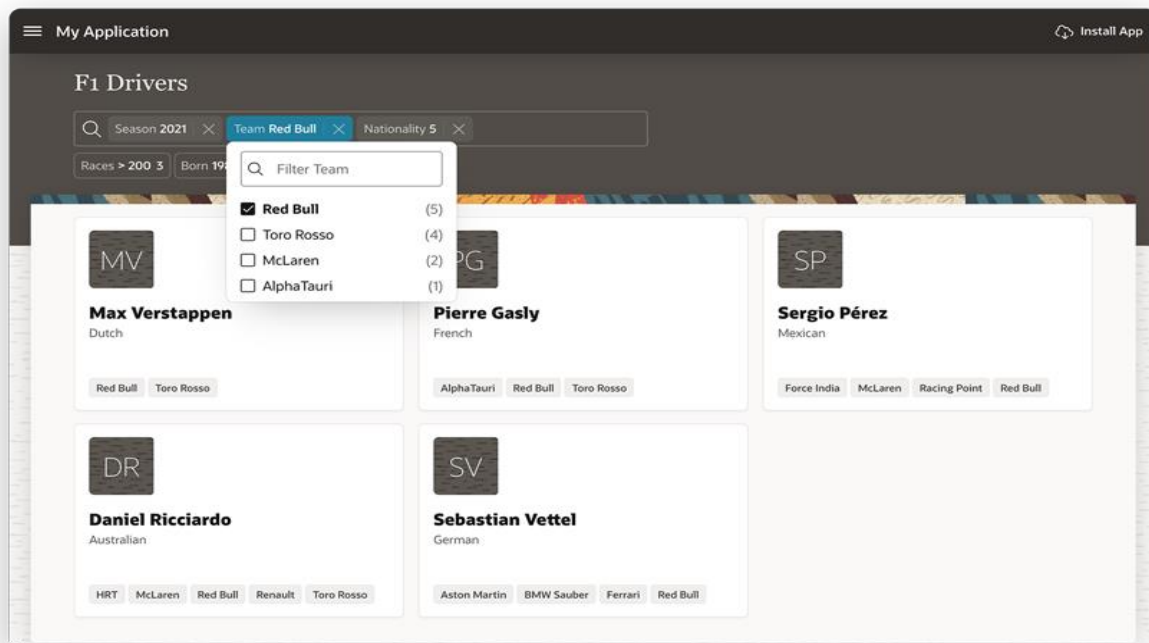 My Application
Install App
F1 Drivers
Season 2021
Team Red Bull
Nationality 5
Races > 200 3
Born
Filter Team
Red Bull (5)
Toro Rosso (4)
McLaren (2)
AlphaTauri (1)
MV
Max Verstappen
Dutch
Red Bull Toro Rosso
PG
Pierre Gasly
French
AlphaTauri Red Bull Toro Rosso
SP
Sergio Pérez
Mexican
Force India McLaren Racing Point Red Bull
DR
Daniel Ricciardo
Australian
HRT McLaren Red Bull Renault Toro Rosso
SV
Sebastian Vettel
German
Aston Martin BMW Sauber Ferrari Red Bull